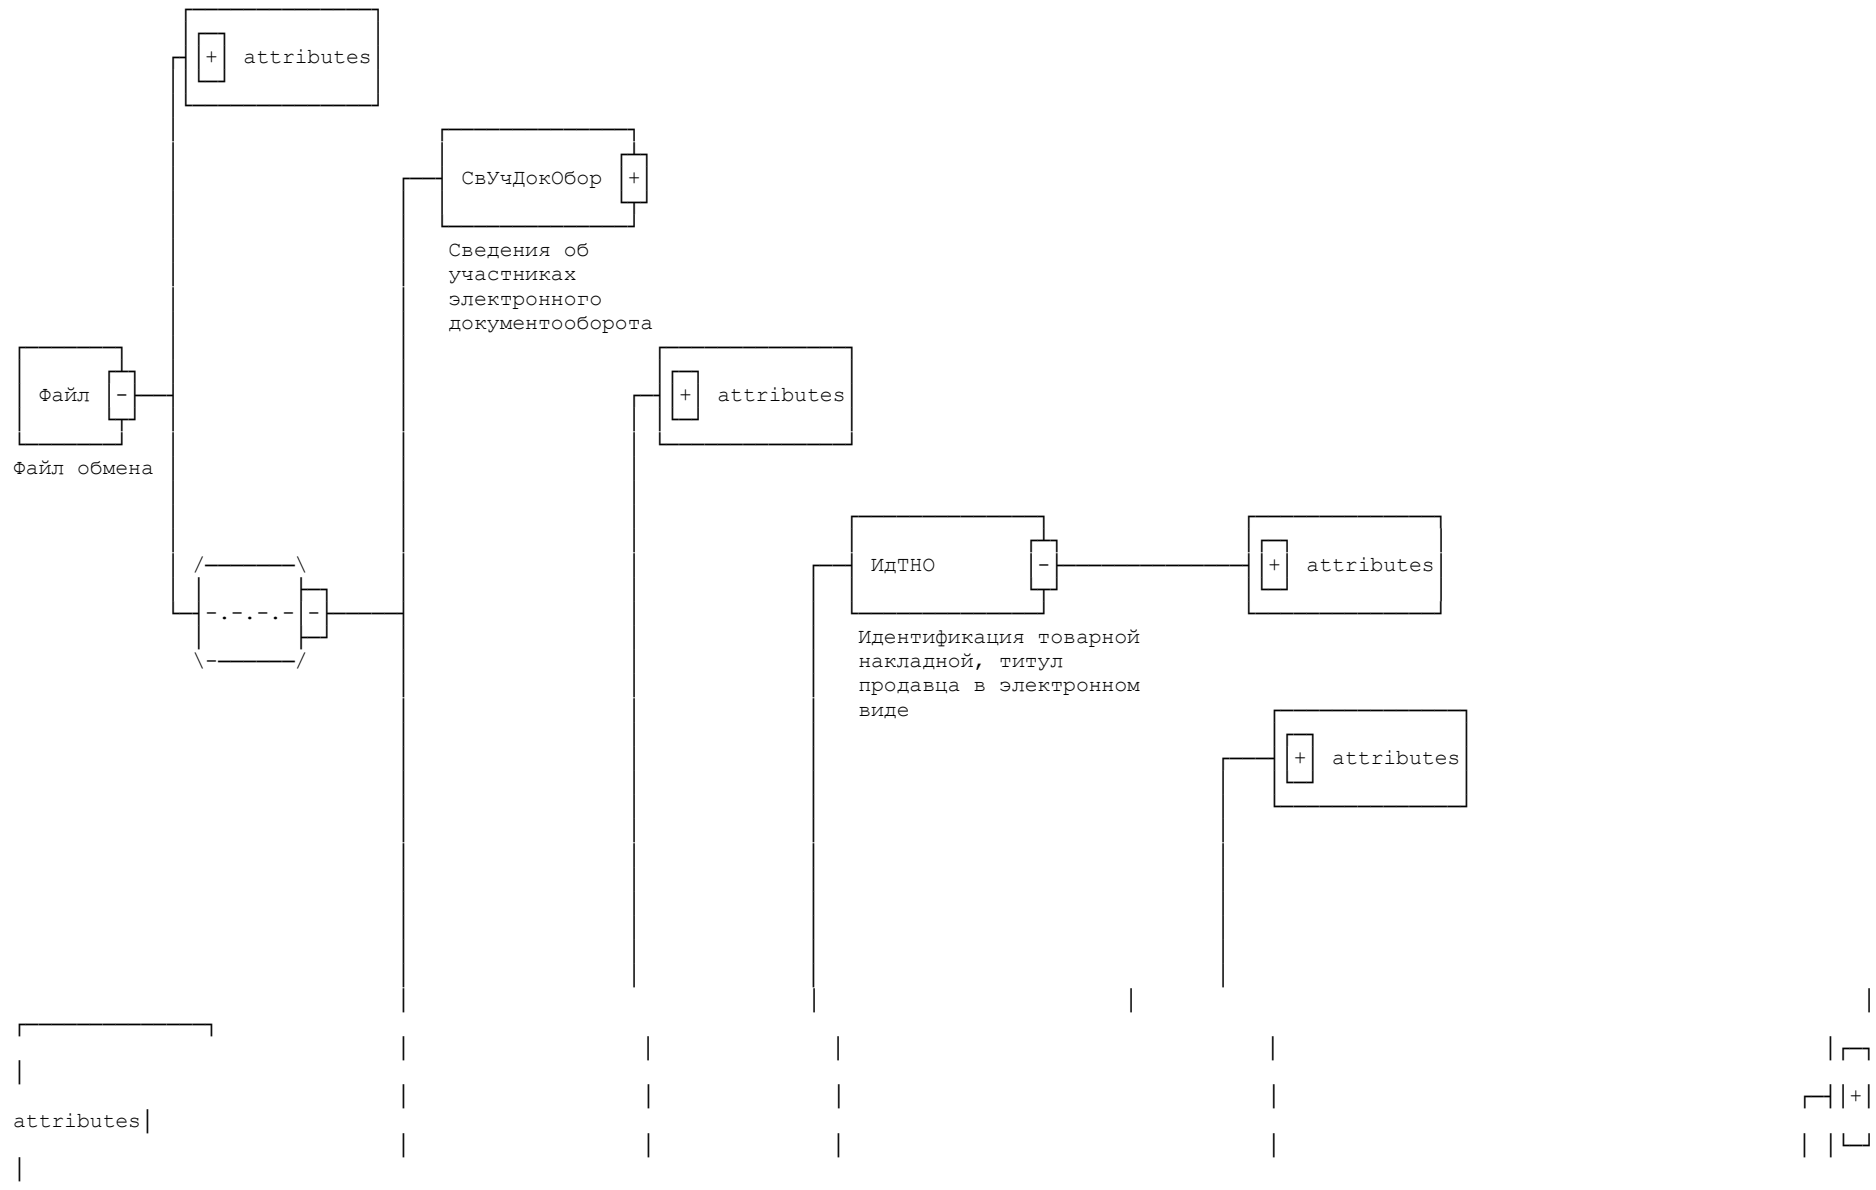 + attributes
СвУчДокОбор +
Сведения об
участниках
электронного
документооборота
Файл -
+ attributes
Файл обмена
ИдТНО -
+ attributes
-.-.-.- -
Идентификация товарной
накладной, титул
продавца в электронном
виде
+ attributes
+
attributes